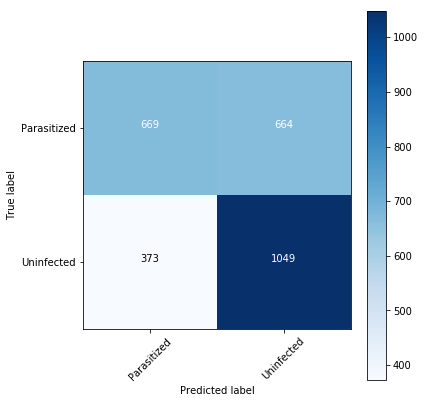 1000
900
800
700
600
500
400
True label
Parasitized
669
664
Uninfected
373
1049
Parasitized
Uninfected
Predicted label